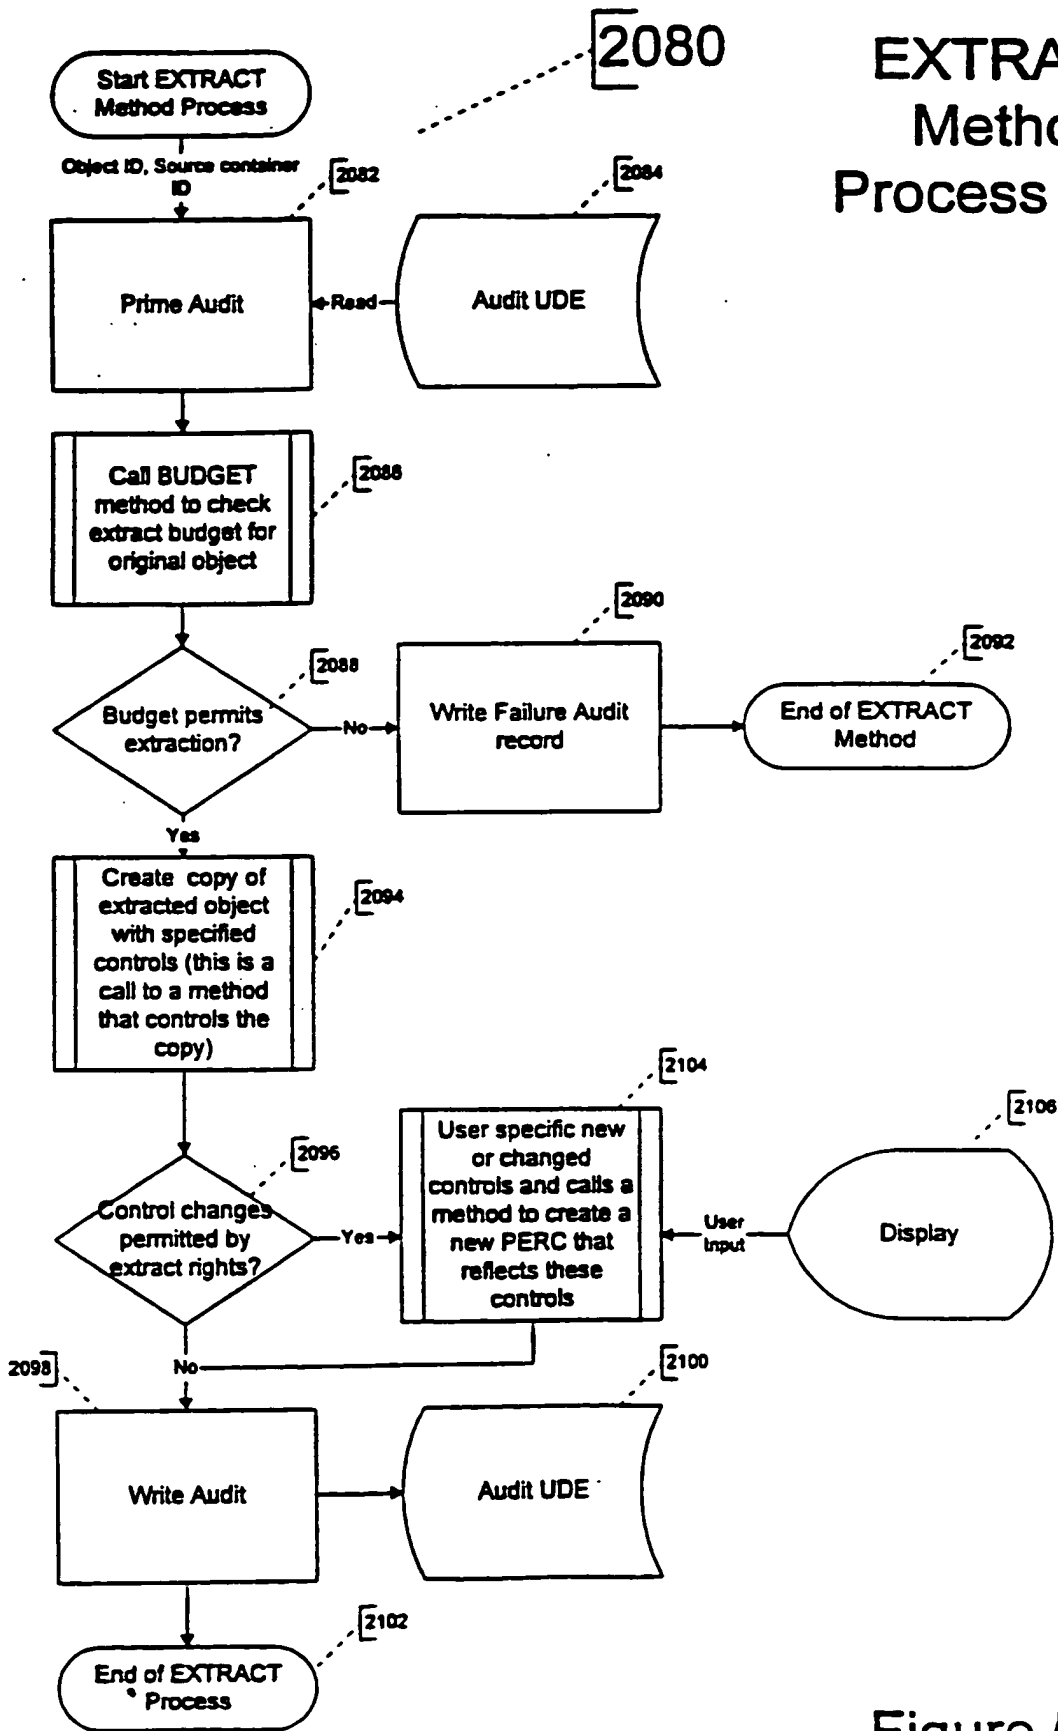 2080
EXTRA
Metho
Process
Start EXTRACT
Method Process
Object ID, Source container
ID
2082
2084
Prime Audit
Read
Audit UDE
Call BUDGET
method to check
extract budget for
original object
2086
2090
2092
2088
Budget permits
extraction?
No
Write Failure Audit
record
End of EXTRACT
Method
Yes
Create copy of
extracted object
with specified
controls (this is a
call to a method
that controls the
copy)
2094
2104
2106
2096
User specific new
or changed
controls and calls a
method to create a
new PERC that
reflects these
controls
Control changes
permitted by
extract rights?
Yes
User
Input
Display
2098
No
2100
Write Audit
Audit UDE
2102
End of EXTRACT
Process
Figure